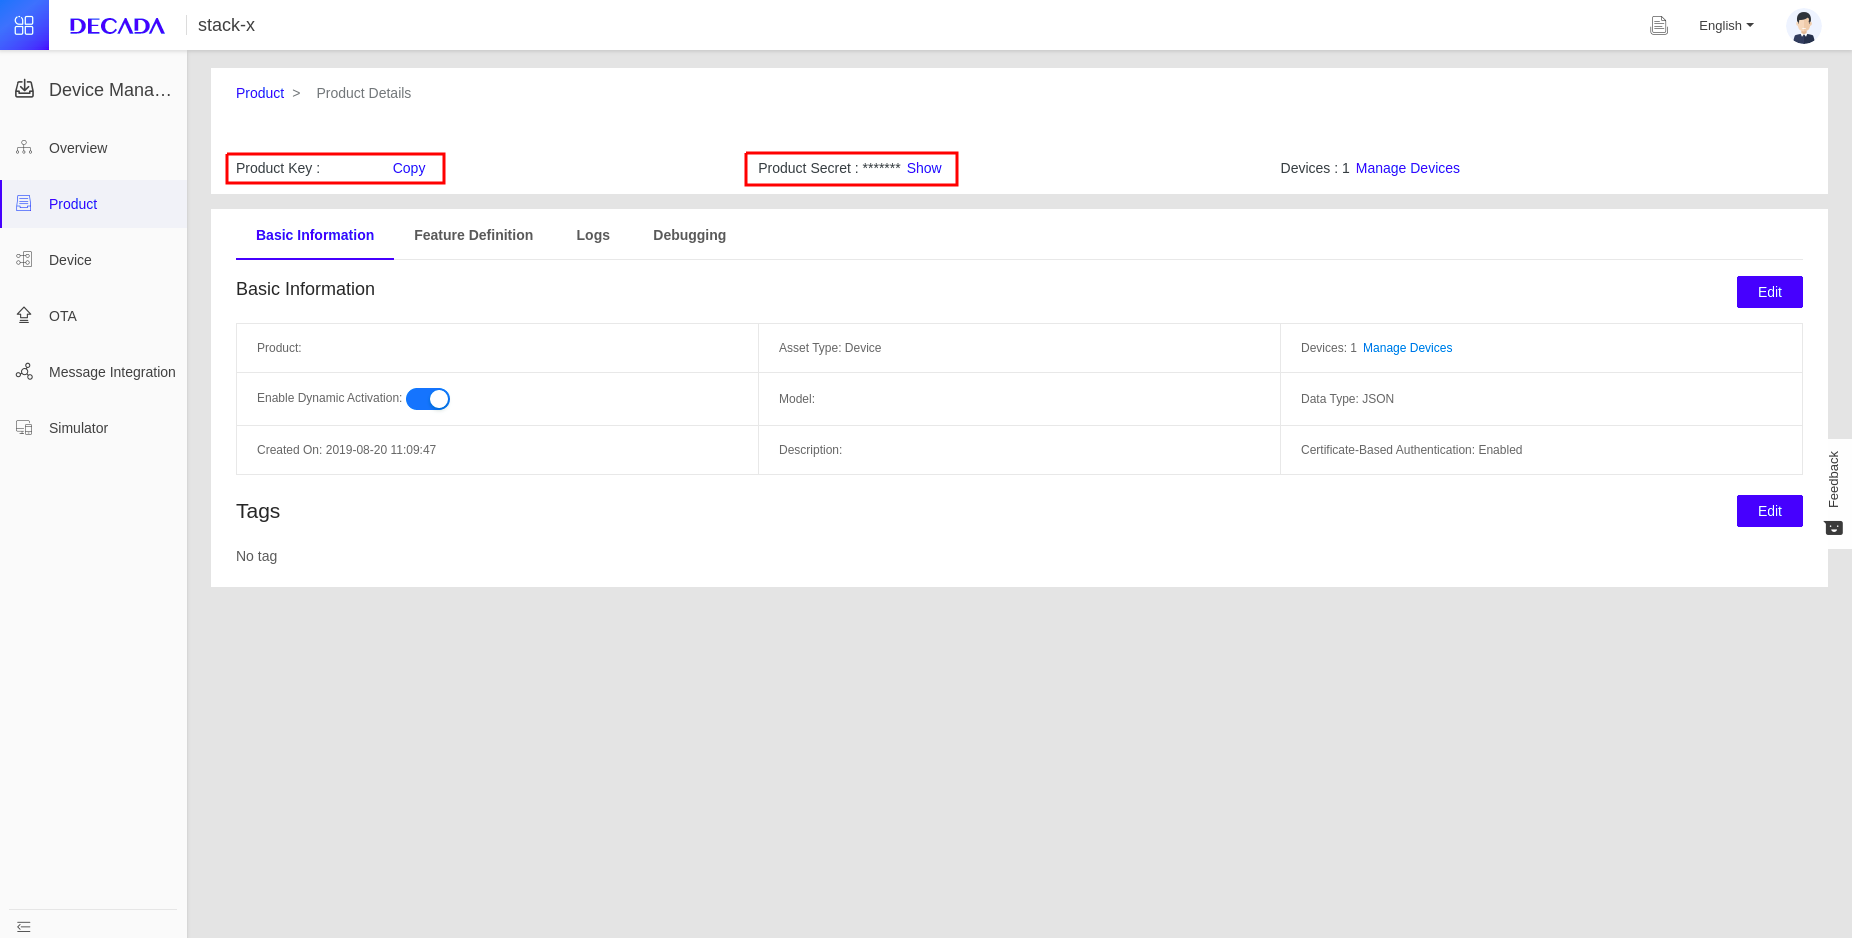 DECADA
stack-x
English
Device Mana...
Overview
Product
Device
OTA
Message Integration
Simulator
Product > Product Details
Product Key : Copy
Product Secret : ******* Show
Devices : 1 Manage Devices
Basic Information Feature Definition Logs Debugging
Basic Information
Edit
Product:
Asset Type: Device
Devices: 1 Manage Devices
Enable Dynamic Activation:
Model:
Data Type: JSON
Created On: 2019-08-20 11:09:47
Description:
Certificate-Based Authentication: Enabled
Tags
Edit
No tag
Feedback